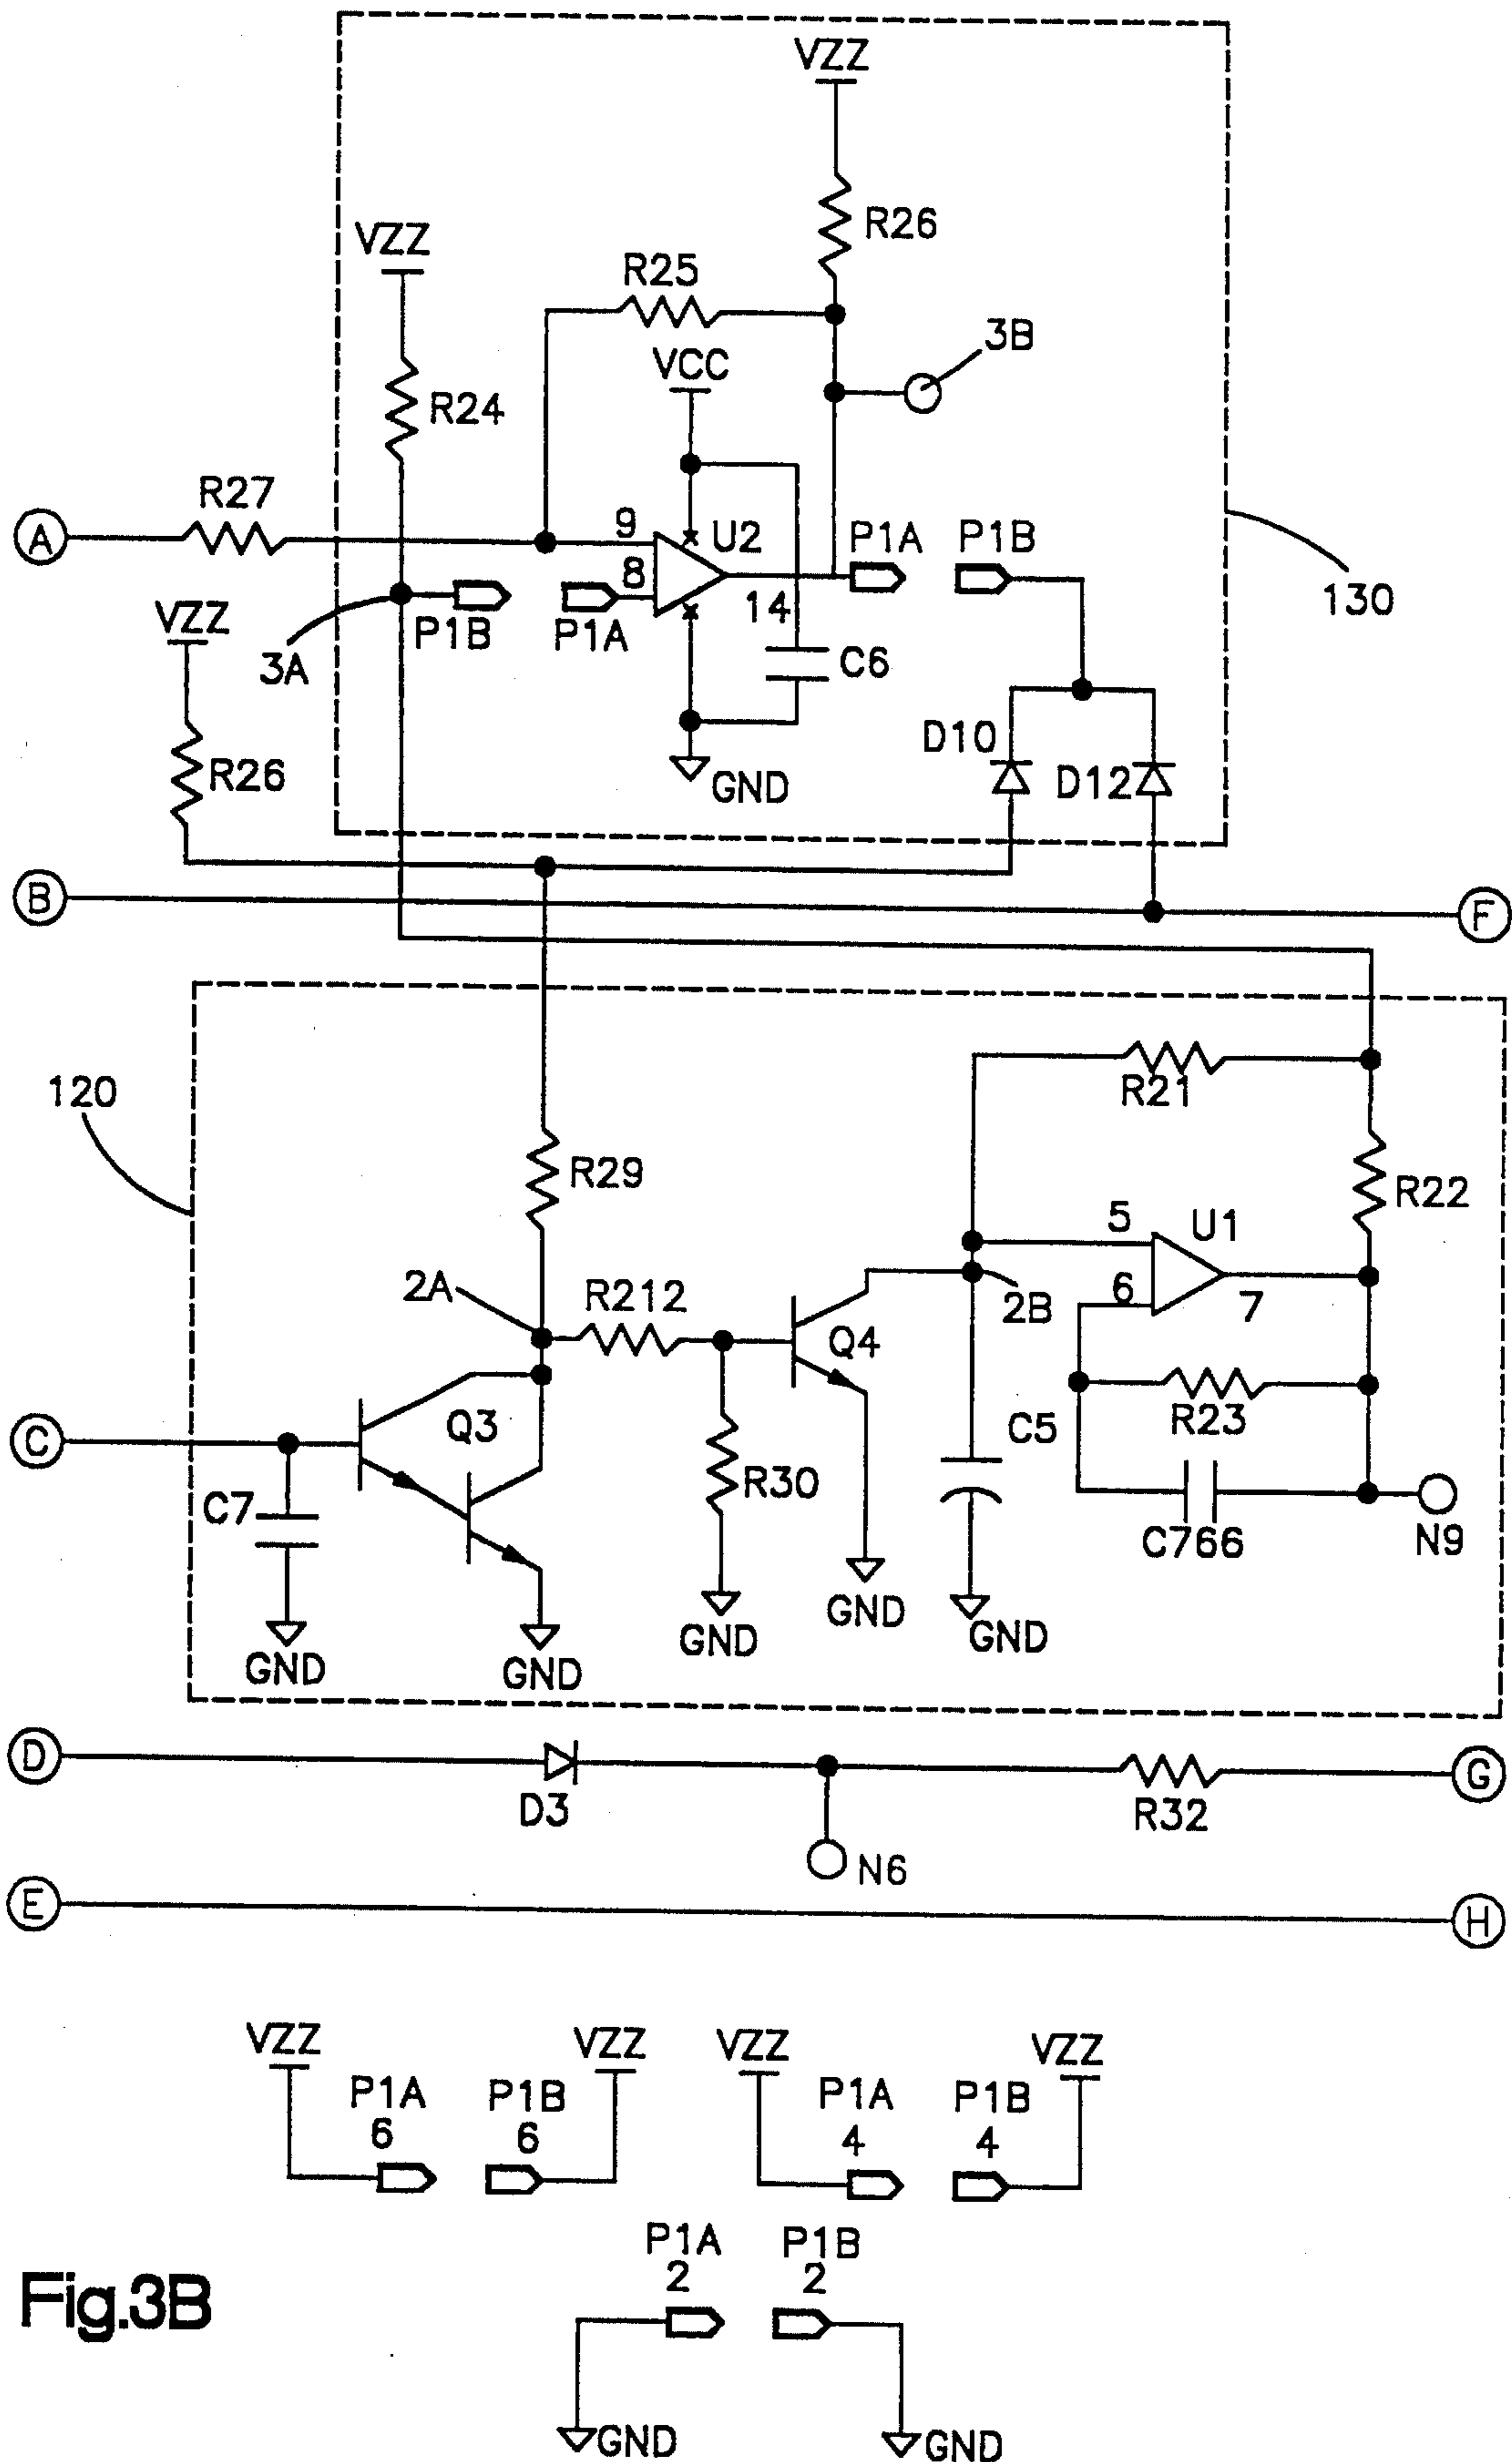 VZZ
R26
VZZ
R25
3B
VCC
R24
R27
A
9
U2
P1A
P1B
8
14
130
VZZ
P1B
P1A
3A
C6
R26
D10
D12
GND
B
F
120
R21
R29
R22
5
U1
2A
R212
6
7
2B
Q4
C
Q3
R30
C5
R23
C7
C766
N9
GND
GND
GND
GND
GND
D
D3
R32
G
N6
E
H
VZZ
VZZ
VZZ
VZZ
P1A
6
P1B
6
P1A
4
P1B
4
P1A
2
P1B
2
Fig.3B
GND
GND